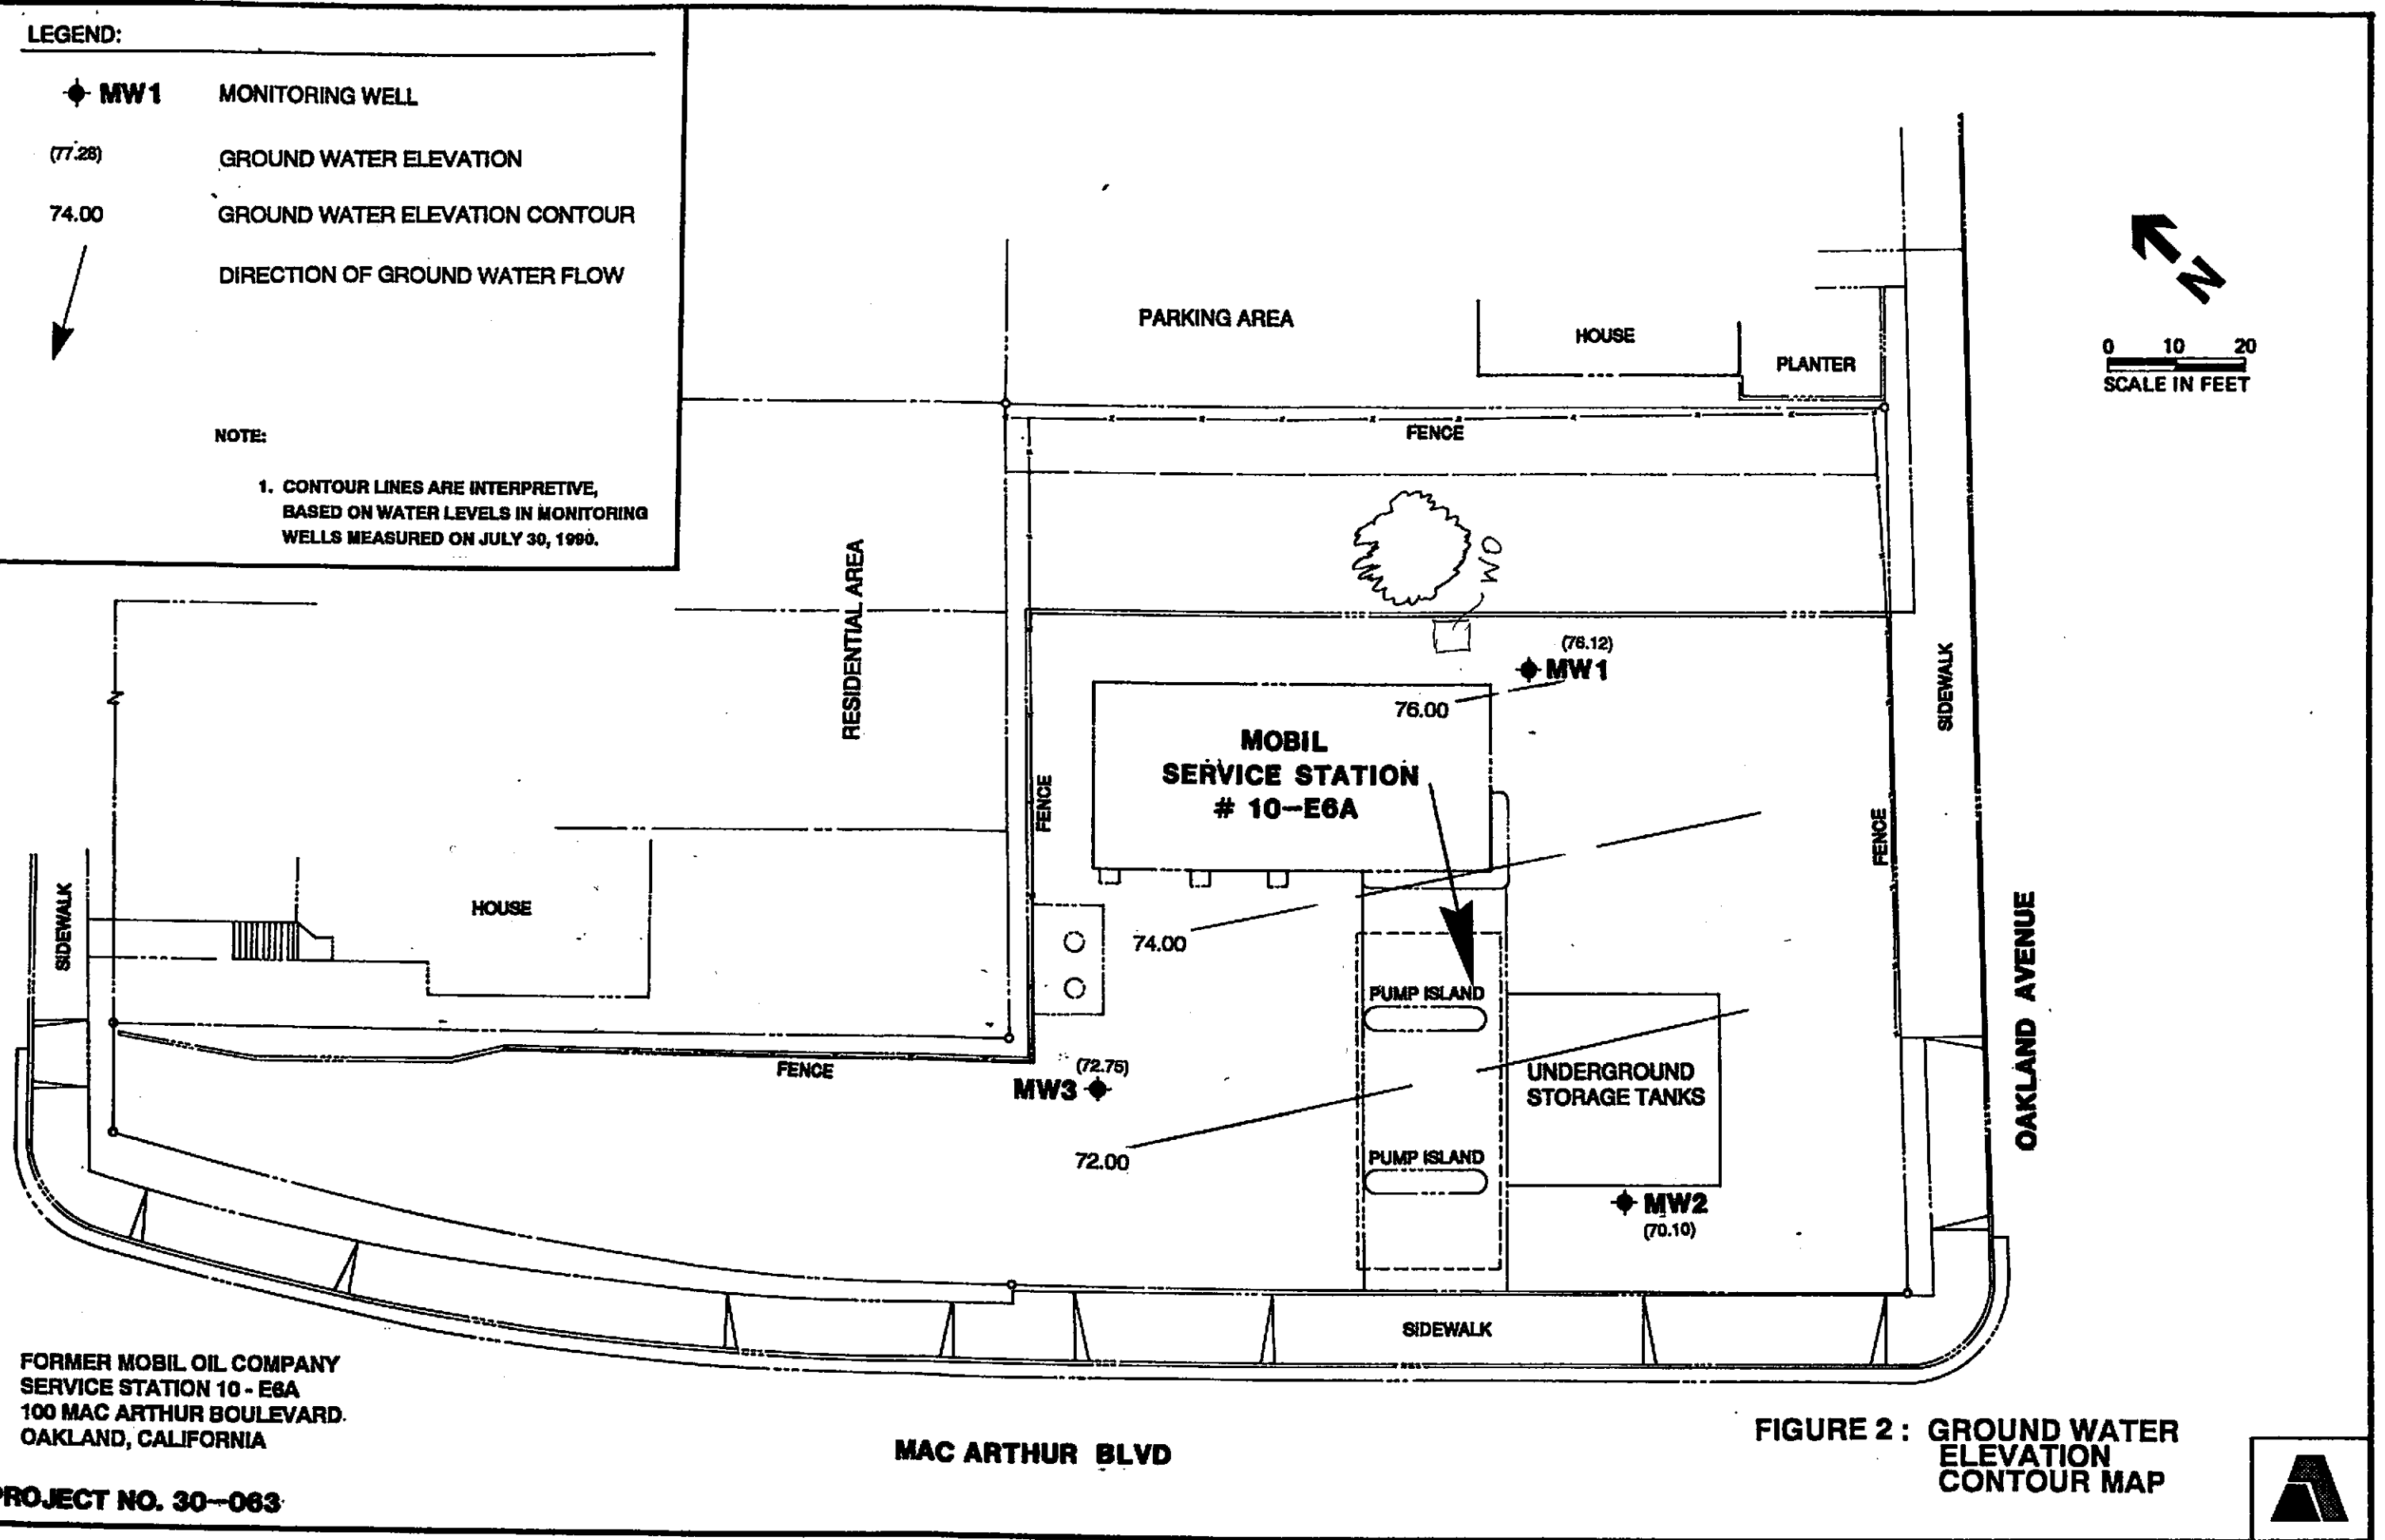 LEGEND:
MW1 MONITORING WELL
(77.28) GROUND WATER ELEVATION
74.00 GROUND WATER ELEVATION CONTOUR
DIRECTION OF GROUND WATER FLOW
NOTE:
1. CONTOUR LINES ARE INTERPRETIVE,
BASED ON WATER LEVELS IN MONITORING
WELLS MEASURED ON JULY 30, 1990.
N
0 10 20
SCALE IN FEET
PARKING AREA
HOUSE
PLANTER
FENCE
RESIDENTIAL AREA
WO
(76.12)
MW1
76.00
SIDEWALK
MOBIL
SERVICE STATION
# 10-E6A
FENCE
FENCE
SIDEWALK
HOUSE
74.00
OAKLAND AVENUE
PUMP ISLAND
FENCE
(72.75)
MW3
UNDERGROUND
STORAGE TANKS
72.00
PUMP ISLAND
MW2
(70.10)
SIDEWALK
FORMER MOBIL OIL COMPANY
SERVICE STATION 10 - E6A
100 MAC ARTHUR BOULEVARD.
OAKLAND, CALIFORNIA
MAC ARTHUR BLVD
FIGURE 2 : GROUND WATER
ELEVATION
CONTOUR MAP
PROJECT NO. 30-063